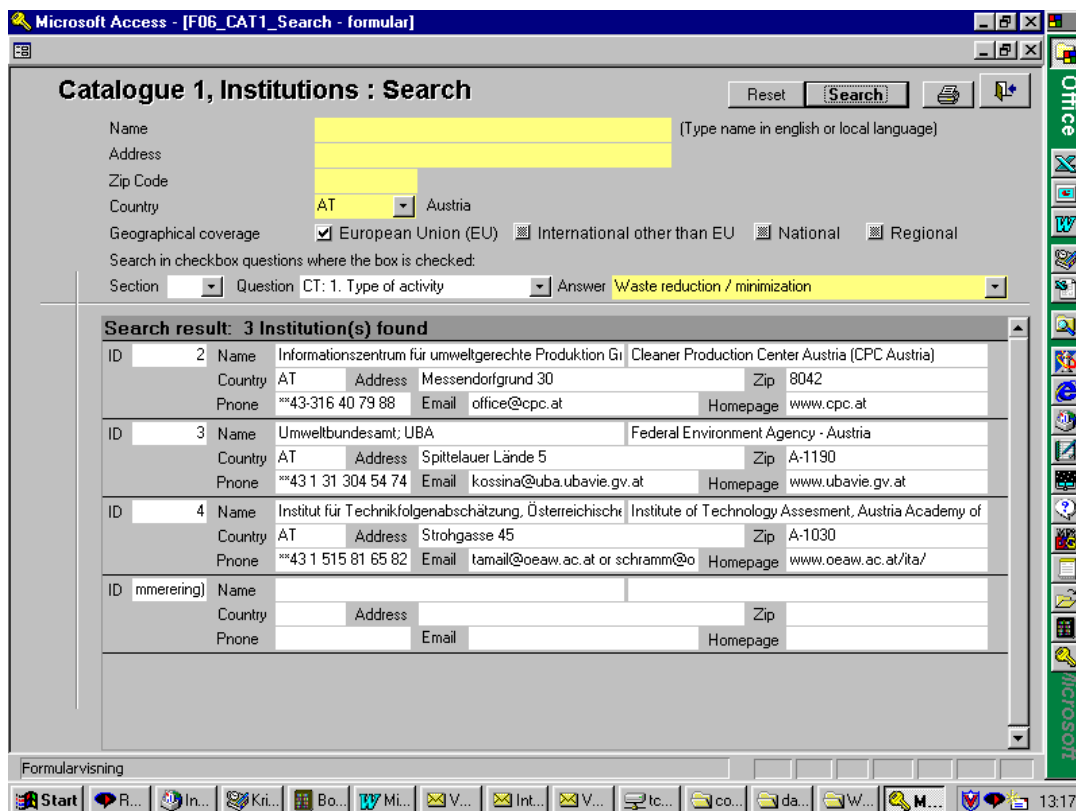 Microsoft Access - [F06_CAT1_Search - formular]
Catalogue 1, Institutions : Search
Reset Search
Name (Type name in english or local language)
Address
Zip Code
Country AT Austria
Geographical coverage European Union (EU) International other than EU National Regional
Search in checkbox questions where the box is checked:
Section Question CT: 1. Type of activity Answer Waste reduction / minimization
Search result: 3 Institution(s) found
ID 2 Name Informationszentrum für umweltgerechte Produktion Gi Cleaner Production Center Austria (CPC Austria)
Country AT Address Messendorfgrund 30 Zip 8042
Pnone **43-316 40 79 88 Email office@cpc.at Homepage www.cpc.at
ID 3 Name Umweltbundesamt; UBA Federal Environment Agency - Austria
Country AT Address Spittelauer Lände 5 Zip A-1190
Pnone **43 1 31 304 54 74 Email kossina@uba.ubavie.gv.at Homepage www.ubavie.gv.at
ID 4 Name Institut für Technikfolgenabschätzung, Österreichische Institute of Technology Assesment, Austria Academy of
Country AT Address Strohgasse 45 Zip A-1030
Pnone **43 1 515 81 65 82 Email tamail@oeaw.ac.at or schramm@o Homepage www.oeaw.ac.at/ita/
ID mmerering) Name
Country Address Zip
Pnone Email Homepage
Formularvisning
Start R... In... Kri... Bo... Mi... V... Int... V... tc... co... da... W... M... 13:17
Office
Microsoft